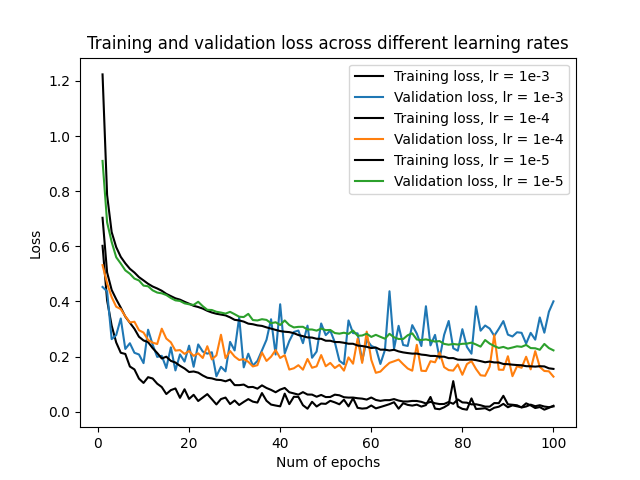 Training and validation loss across different learning rates
Training loss, lr = 1e-3
Validation loss, lr = 1e-3
Training loss, lr = 1e-4
Validation loss, lr = 1e-4
Training loss, lr = 1e-5
Validation loss, lr = 1e-5
Loss
1.2
1.0
0.8
0.6
0.4
0.2
0.0
0 20 40 60 80 100
Num of epochs